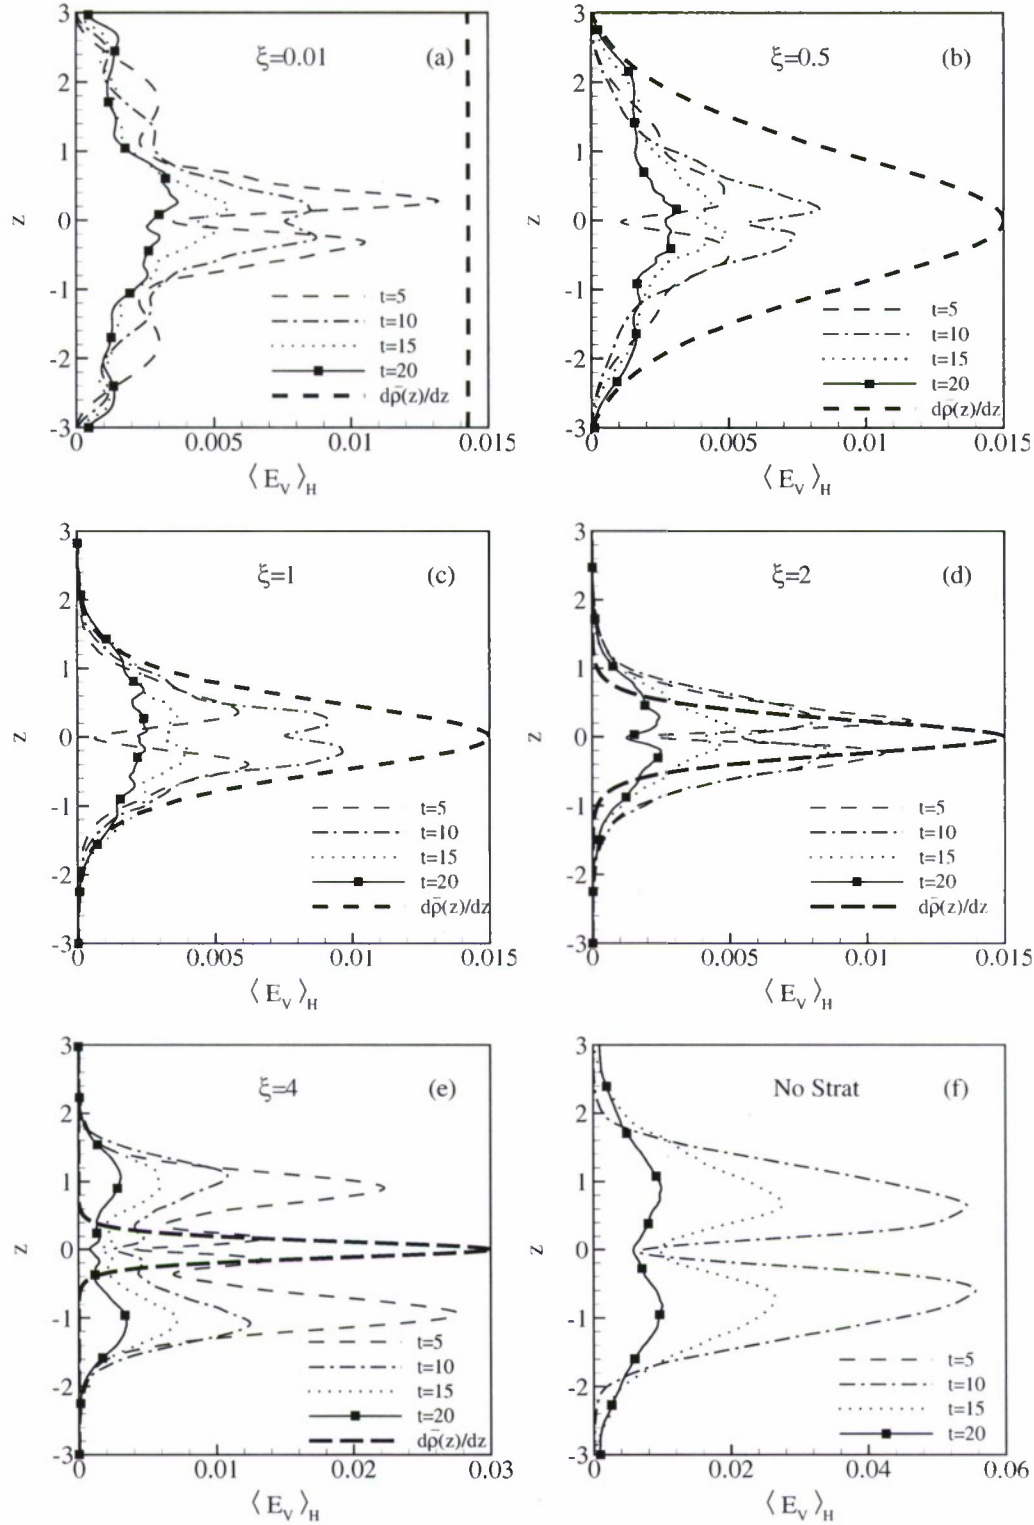 3
2
1
0
-1
-2
-3
z
ξ=0.01 (a)
t=5
t=10
t=15
t=20
dρ̄(z)/dz
0 0.005 0.01 0.015
⟨ E_V ⟩_H
3
2
1
0
-1
-2
-3
z
ξ=0.5 (b)
t=5
t=10
t=15
t=20
dρ̄(z)/dz
0 0.005 0.01 0.015
⟨ E_V ⟩_H
3
2
1
0
-1
-2
-3
z
ξ=1 (c)
t=5
t=10
t=15
t=20
dρ̄(z)/dz
0 0.005 0.01 0.015
⟨ E_V ⟩_H
3
2
1
0
-1
-2
-3
z
ξ=2 (d)
t=5
t=10
t=15
t=20
dρ̄(z)/dz
0 0.005 0.01 0.015
⟨ E_V ⟩_H
3
2
1
0
-1
-2
-3
z
ξ=4 (e)
t=5
t=10
t=15
t=20
dρ̄(z)/dz
0 0.01 0.02 0.03
⟨ E_V ⟩_H
3
2
1
0
-1
-2
-3
z
No Strat (f)
t=5
t=10
t=15
t=20
0 0.02 0.04 0.06
⟨ E_V ⟩_H